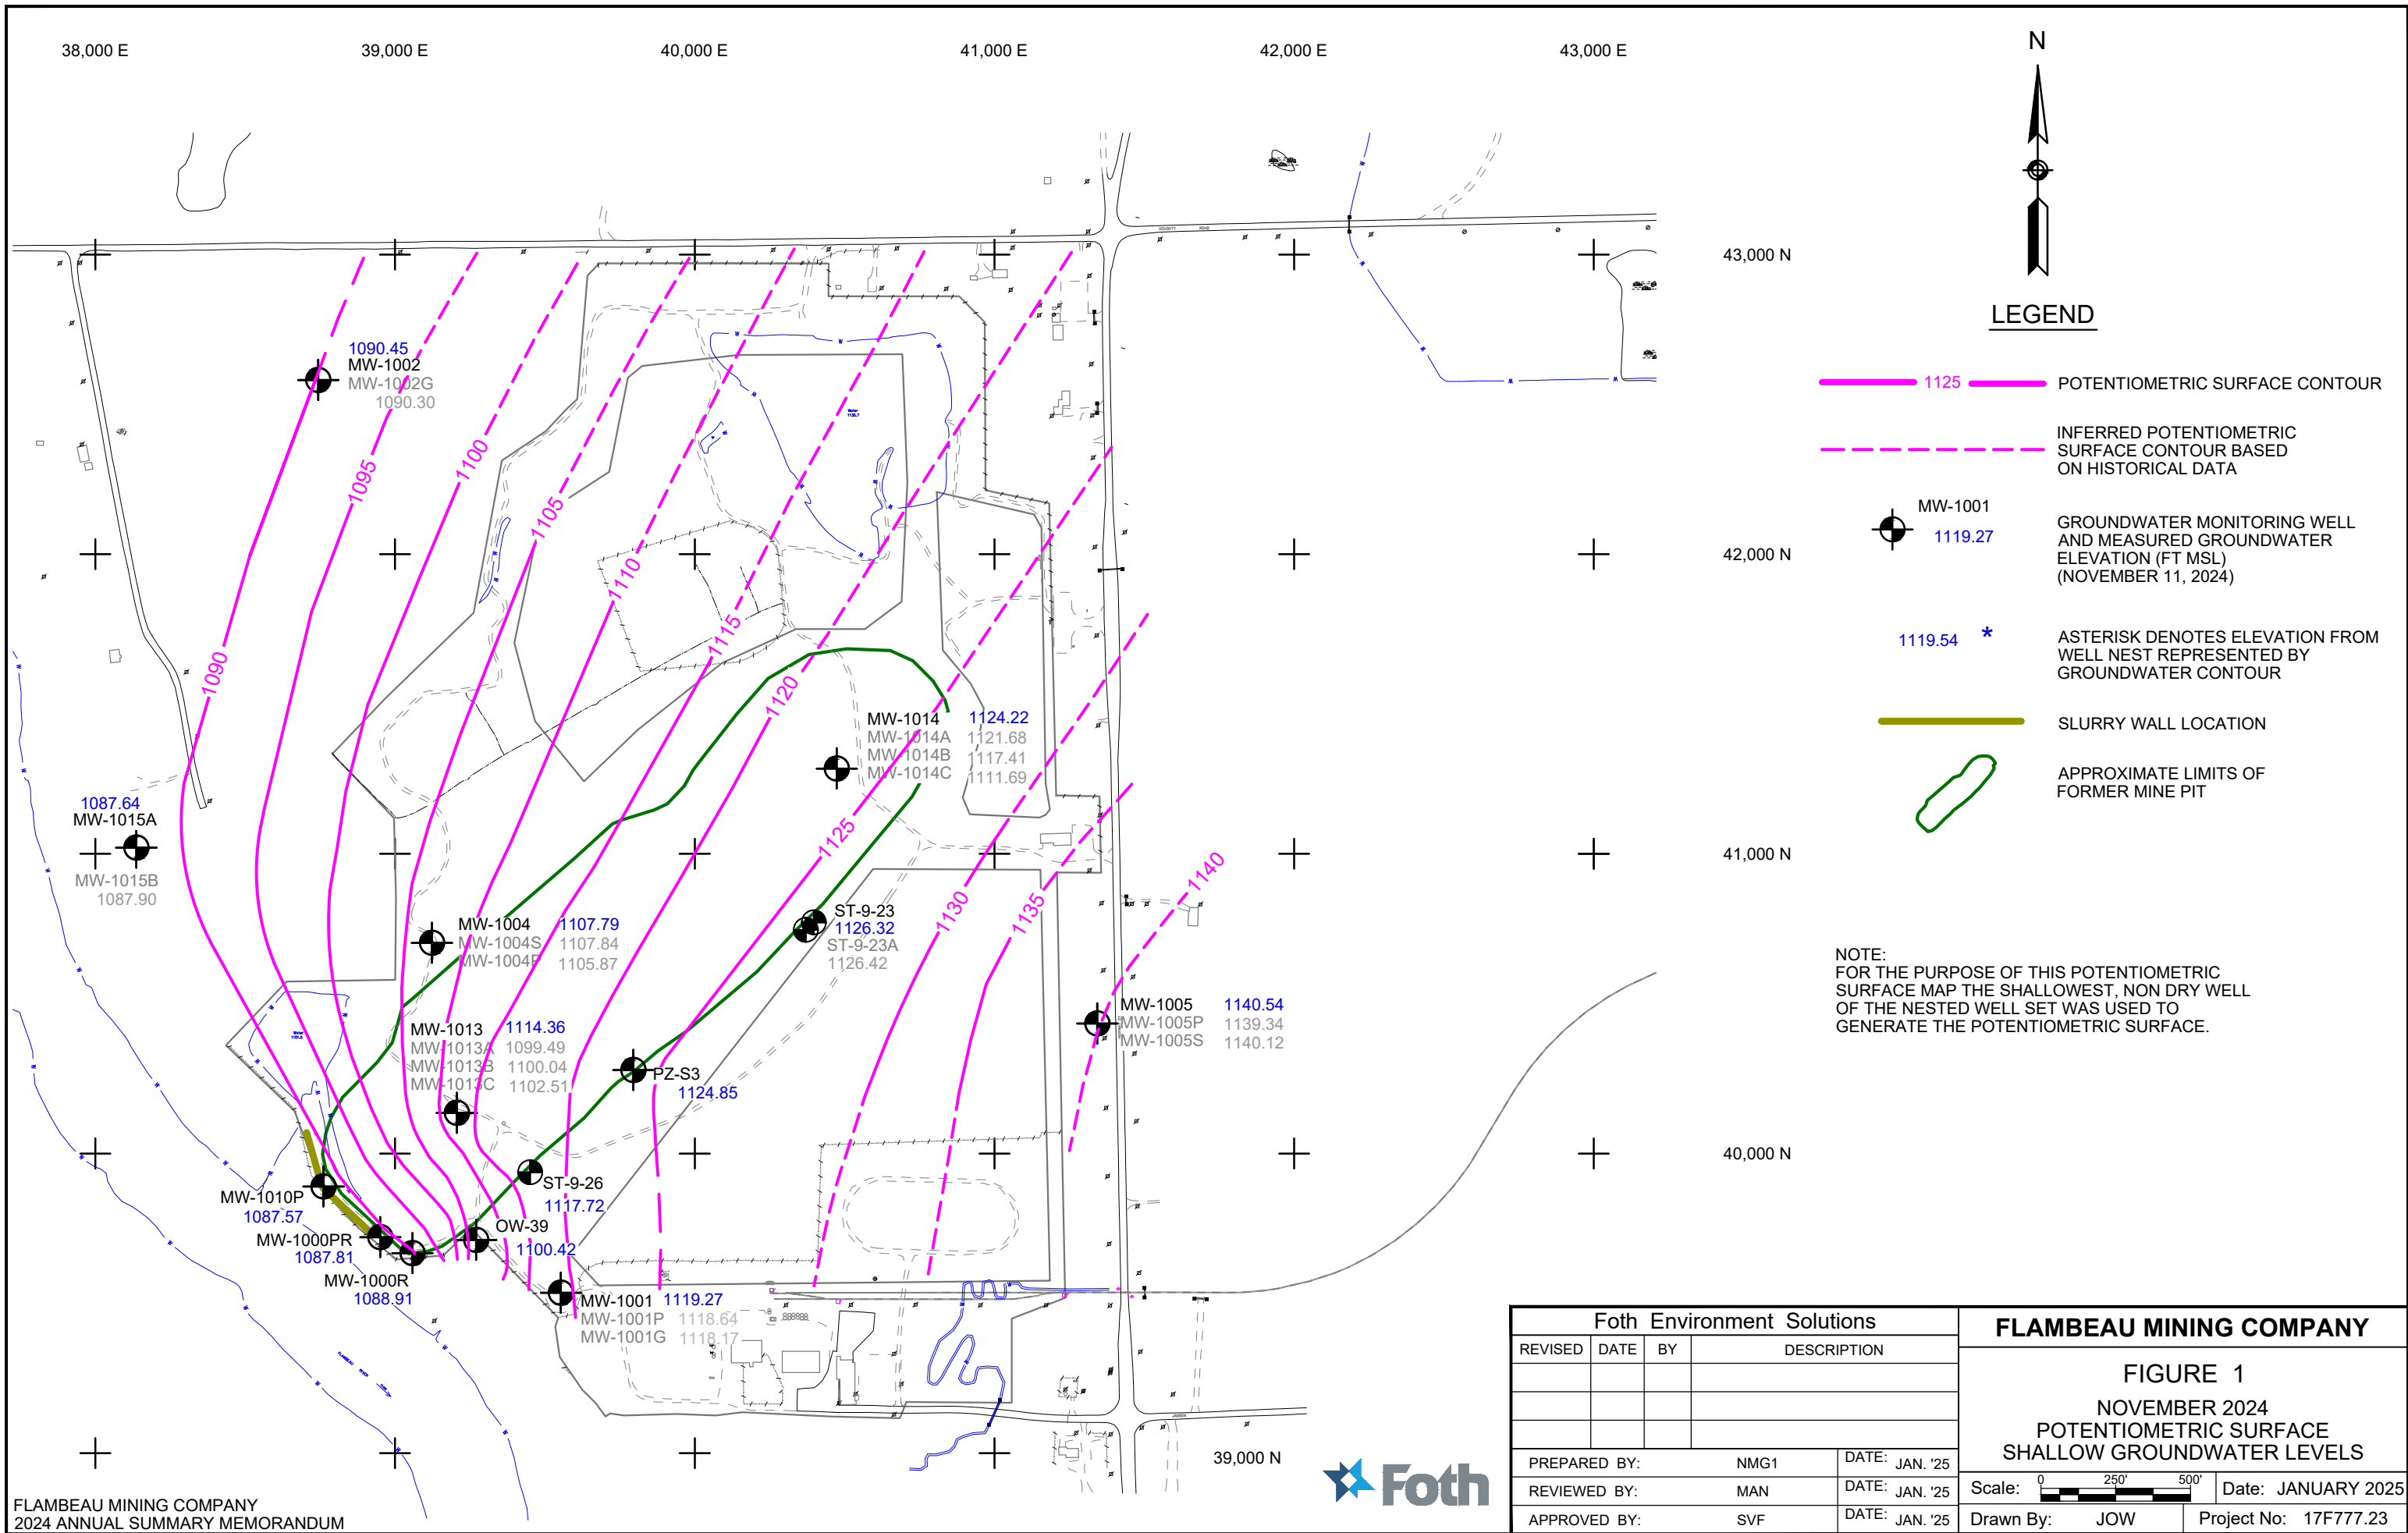 38,000 E
39,000 E
40,000 E
41,000 E
42,000 E
43,000 E
N
43,000 N
42,000 N
41,000 N
40,000 N
39,000 N
LEGEND
1125
POTENTIOMETRIC SURFACE CONTOUR
INFERRED POTENTIOMETRIC
SURFACE CONTOUR BASED
ON HISTORICAL DATA
MW-1001
1119.27
GROUNDWATER MONITORING WELL
AND MEASURED GROUNDWATER
ELEVATION (FT MSL)
(NOVEMBER 11, 2024)
1119.54 *
ASTERISK DENOTES ELEVATION FROM
WELL NEST REPRESENTED BY
GROUNDWATER CONTOUR
SLURRY WALL LOCATION
APPROXIMATE LIMITS OF
FORMER MINE PIT
NOTE:
FOR THE PURPOSE OF THIS POTENTIOMETRIC
SURFACE MAP THE SHALLOWEST, NON DRY WELL
OF THE NESTED WELL SET WAS USED TO
GENERATE THE POTENTIOMETRIC SURFACE.
1090.45
MW-1002
MW-1002G
1090.30
1090
1095
1100
1105
1110
1115
1120
1125
1130
1135
1140
MW-1014 1124.22
MW-1014A 1121.68
MW-1014B 1117.41
MW-1014C 1111.69
1087.64
MW-1015A
MW-1015B
1087.90
MW-1004 1107.79
MW-1004S 1107.84
MW-1004P 1105.87
ST-9-23
1126.32
ST-9-23A
1126.42
MW-1005 1140.54
MW-1005P 1139.34
MW-1005S 1140.12
MW-1013 1114.36
MW-1013A 1099.49
MW-1013B 1100.04
MW-1013C 1102.51
PZ-S3
1124.85
MW-1010P
1087.57
ST-9-26
1117.72
OW-39
1100.42
MW-1000PR
1087.81
MW-1000R
1088.91
MW-1001 1119.27
MW-1001P 1118.64
MW-1001G 1118.17
FLAMBEAU RIVER
FLAMBEAU MINING COMPANY
2024 ANNUAL SUMMARY MEMORANDUM
Foth
Foth Environment Solutions
REVISED DATE BY DESCRIPTION
PREPARED BY: NMG1 DATE: JAN. '25
REVIEWED BY: MAN DATE: JAN. '25
APPROVED BY: SVF DATE: JAN. '25
FLAMBEAU MINING COMPANY
FIGURE 1
NOVEMBER 2024
POTENTIOMETRIC SURFACE
SHALLOW GROUNDWATER LEVELS
Scale: 0 250' 500'
Date: JANUARY 2025
Drawn By: JOW
Project No: 17F777.23